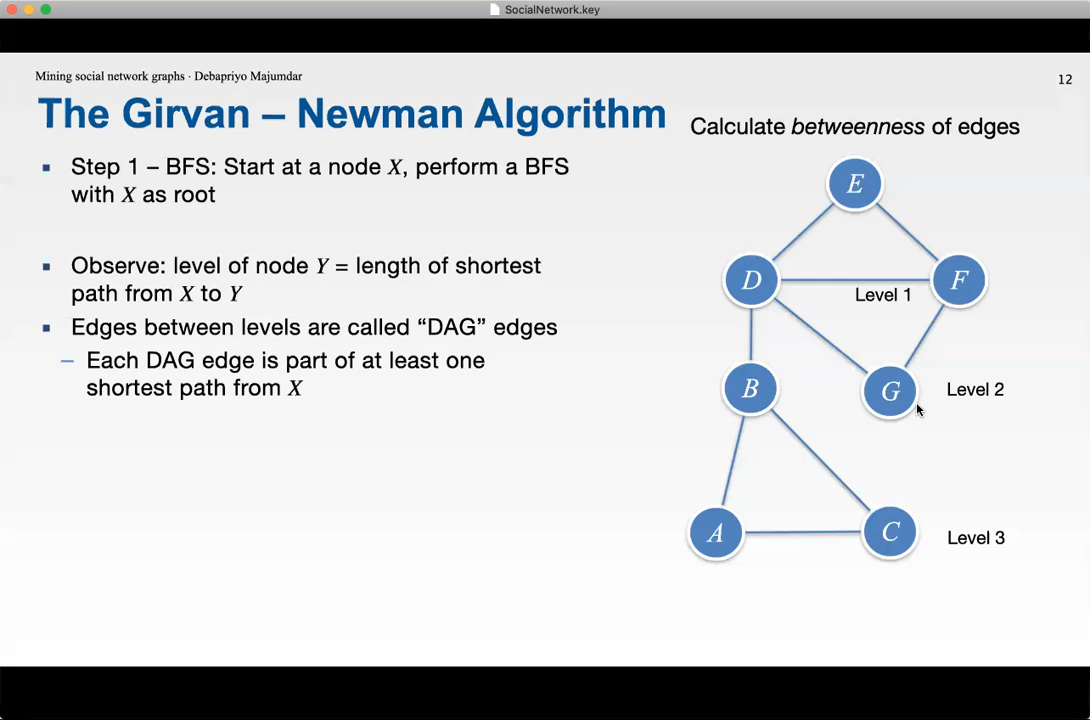 SocialNetwork.key
Mining social network graphs · Debapriyo Majumdar
12
The Girvan – Newman Algorithm
Calculate betweenness of edges
▪ Step 1 – BFS: Start at a node X, perform a BFS
with X as root
▪ Observe: level of node Y = length of shortest
path from X to Y
▪ Edges between levels are called “DAG” edges
– Each DAG edge is part of at least one
shortest path from X
E
D
F
Level 1
B
G
Level 2
A
C
Level 3